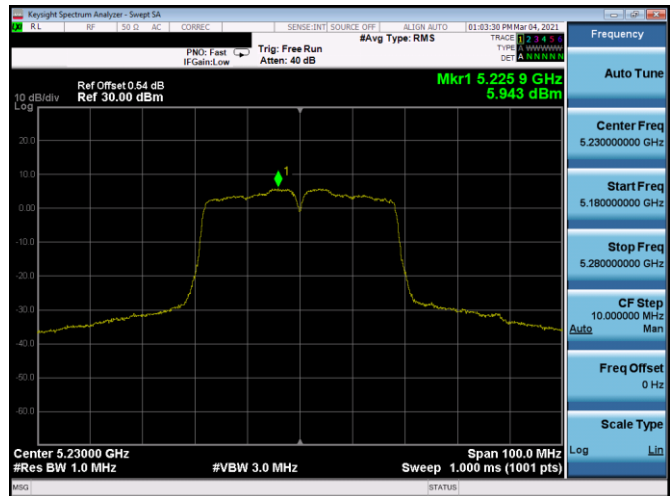 Keysight Spectrum Analyzer - Swept SA
RL RF 50 Ω AC CORREC SENSE:INT SOURCE OFF ALIGN AUTO 01:03:30 PM Mar 04, 2021
#Avg Type: RMS TRACE 1 2 3 4 5 6
PNO: Fast Trig: Free Run TYPE A WWWWW
IFGain:Low Atten: 40 dB DET A N N N N N
Ref Offset 0.54 dB Mkr1 5.225 9 GHz
10 dB/div Ref 30.00 dBm 5.943 dBm
Log
1
20.0
10.0
0.00
-10.0
-20.0
-30.0
-40.0
-50.0
-60.0
Center 5.23000 GHz Span 100.0 MHz
#Res BW 1.0 MHz #VBW 3.0 MHz Sweep 1.000 ms (1001 pts)
MSG STATUS
Frequency
Auto Tune
Center Freq
5.230000000 GHz
Start Freq
5.180000000 GHz
Stop Freq
5.280000000 GHz
CF Step
10.000000 MHz
Auto Man
Freq Offset
0 Hz
Scale Type
Log Lin